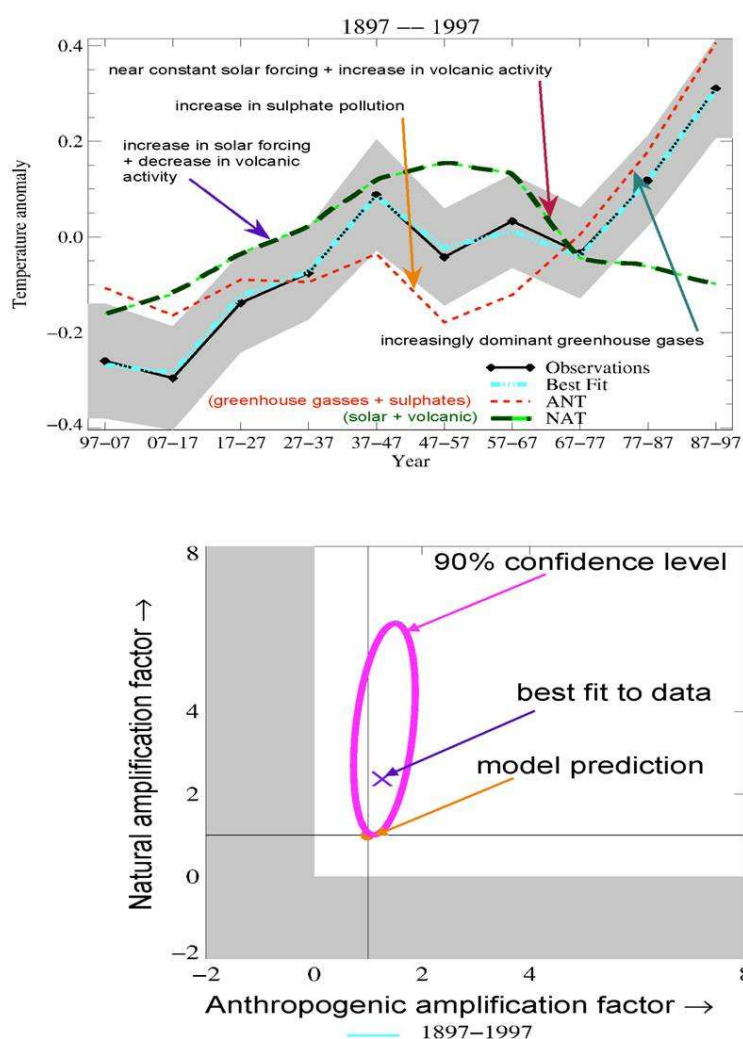 1897 — — 1997
0.4
near constant solar forcing + increase in volcanic activity
increase in sulphate pollution
0.2
increase in solar forcing
+ decrease in volcanic
activity
Temperature anomaly
0.0
−0.2
increasingly dominant greenhouse gases
Observations
Best Fit
(greenhouse gasses + sulphates)
ANT
(solar + volcanic)
NAT
−0.4
97−07 07−17 17−27 27−37 37−47 47−57 57−67 67−77 77−87 87−97
Year
8
90% confidence level
Natural amplification factor →
4
best fit to data
model prediction
2
0
−2
−2 0 2 4 8
Anthropogenic amplification factor →
1897−1997